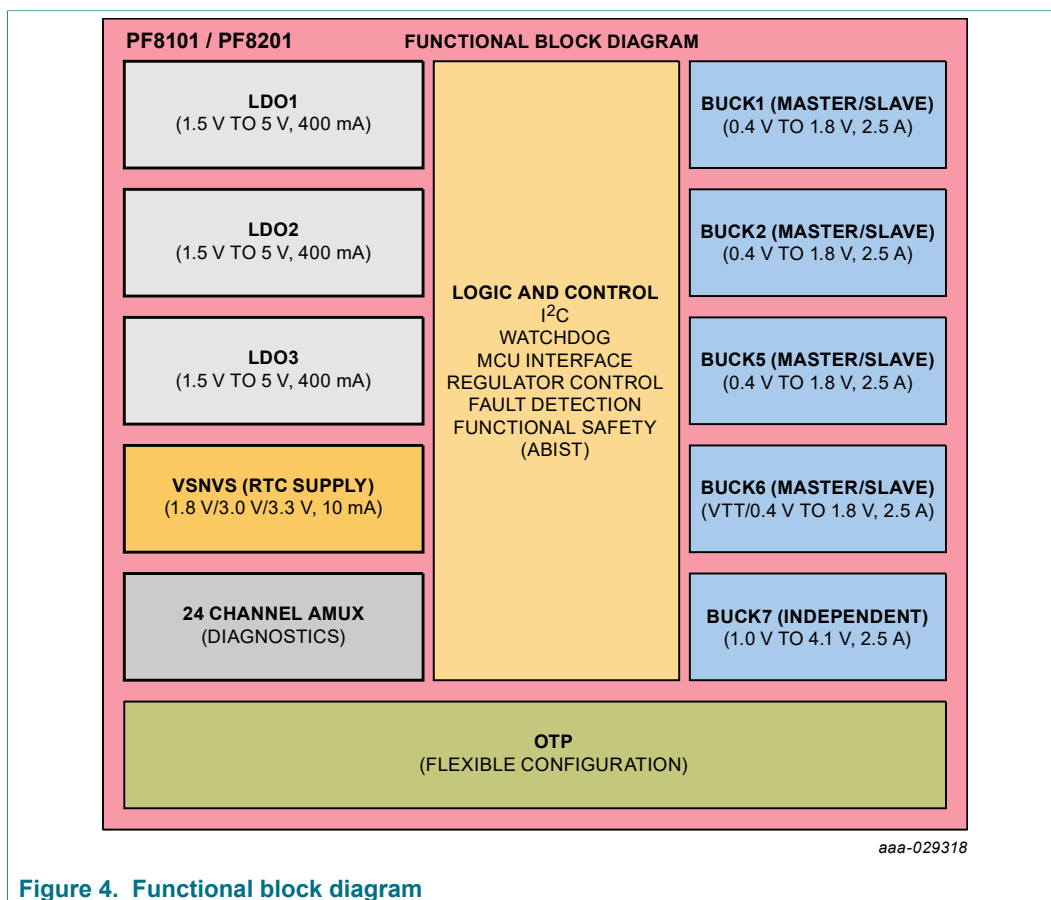 PF8101 / PF8201
FUNCTIONAL BLOCK DIAGRAM
LDO1
(1.5 V TO 5 V, 400 mA)
LDO2
(1.5 V TO 5 V, 400 mA)
LDO3
(1.5 V TO 5 V, 400 mA)
VSNVS (RTC SUPPLY)
(1.8 V/3.0 V/3.3 V, 10 mA)
24 CHANNEL AMUX
(DIAGNOSTICS)
LOGIC AND CONTROL
I²C
WATCHDOG
MCU INTERFACE
REGULATOR CONTROL
FAULT DETECTION
FUNCTIONAL SAFETY
(ABIST)
BUCK1 (MASTER/SLAVE)
(0.4 V TO 1.8 V, 2.5 A)
BUCK2 (MASTER/SLAVE)
(0.4 V TO 1.8 V, 2.5 A)
BUCK5 (MASTER/SLAVE)
(0.4 V TO 1.8 V, 2.5 A)
BUCK6 (MASTER/SLAVE)
(VTT/0.4 V TO 1.8 V, 2.5 A)
BUCK7 (INDEPENDENT)
(1.0 V TO 4.1 V, 2.5 A)
OTP
(FLEXIBLE CONFIGURATION)
aaa-029318
Figure 4. Functional block diagram